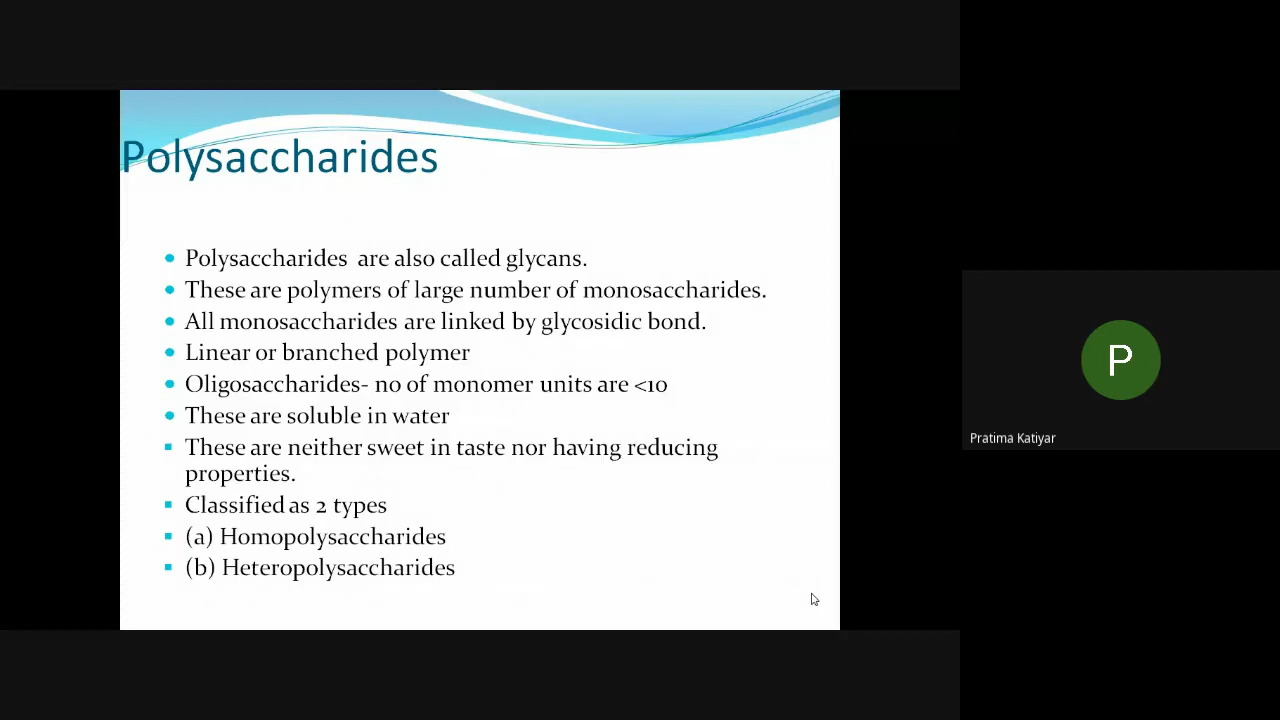 Polysaccharides
Polysaccharides are also called glycans.
These are polymers of large number of monosaccharides.
All monosaccharides are linked by glycosidic bond.
Linear or branched polymer
Oligosaccharides- no of monomer units are <10
These are soluble in water
These are neither sweet in taste nor having reducing
properties.
Classified as 2 types
(a) Homopolysaccharides
(b) Heteropolysaccharides
P
Pratima Katiyar